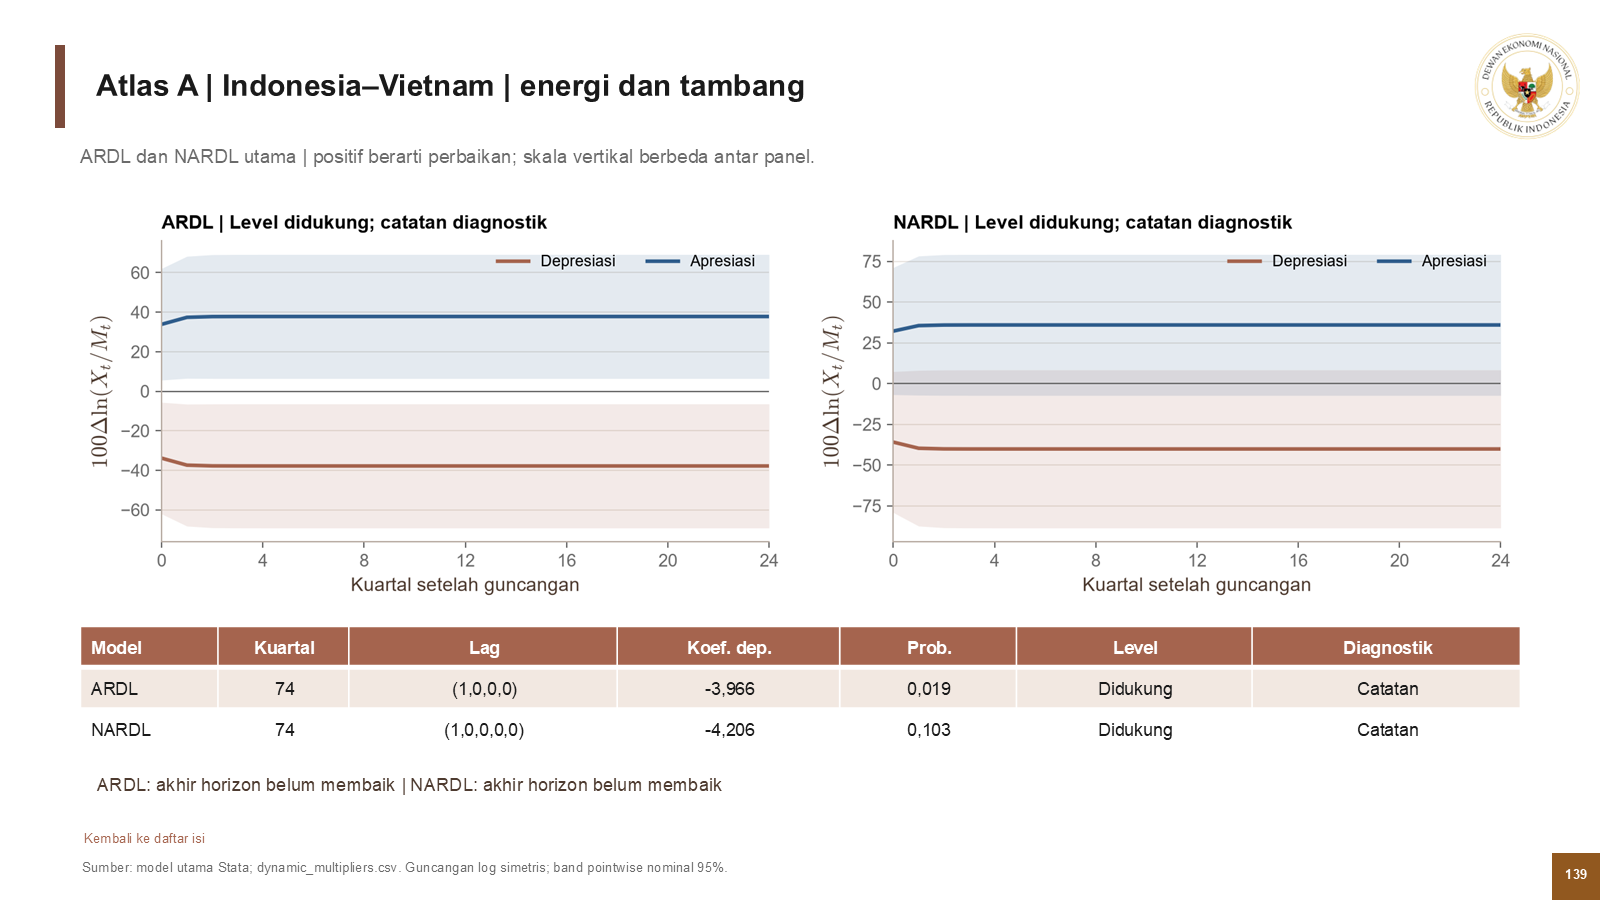 Atlas A | Indonesia–Vietnam | energi dan tambang
DEWAN EKONOMI NASIONAL
REPUBLIK INDONESIA
ARDL dan NARDL utama | positif berarti perbaikan; skala vertikal berbeda antar panel.
ARDL | Level didukung; catatan diagnostik
Depresiasi Apresiasi
100Δln(Xt/Mt)
60
40
20
0
−20
−40
−60
0 4 8 12 16 20 24
Kuartal setelah guncangan
NARDL | Level didukung; catatan diagnostik
Depresiasi Apresiasi
100Δln(Xt/Mt)
75
50
25
0
−25
−50
−75
0 4 8 12 16 20 24
Kuartal setelah guncangan
Model Kuartal Lag Koef. dep. Prob. Level Diagnostik
ARDL 74 (1,0,0,0) -3,966 0,019 Didukung Catatan
NARDL 74 (1,0,0,0,0) -4,206 0,103 Didukung Catatan
ARDL: akhir horizon belum membaik | NARDL: akhir horizon belum membaik
Kembali ke daftar isi
Sumber: model utama Stata; dynamic_multipliers.csv. Guncangan log simetris; band pointwise nominal 95%.
139